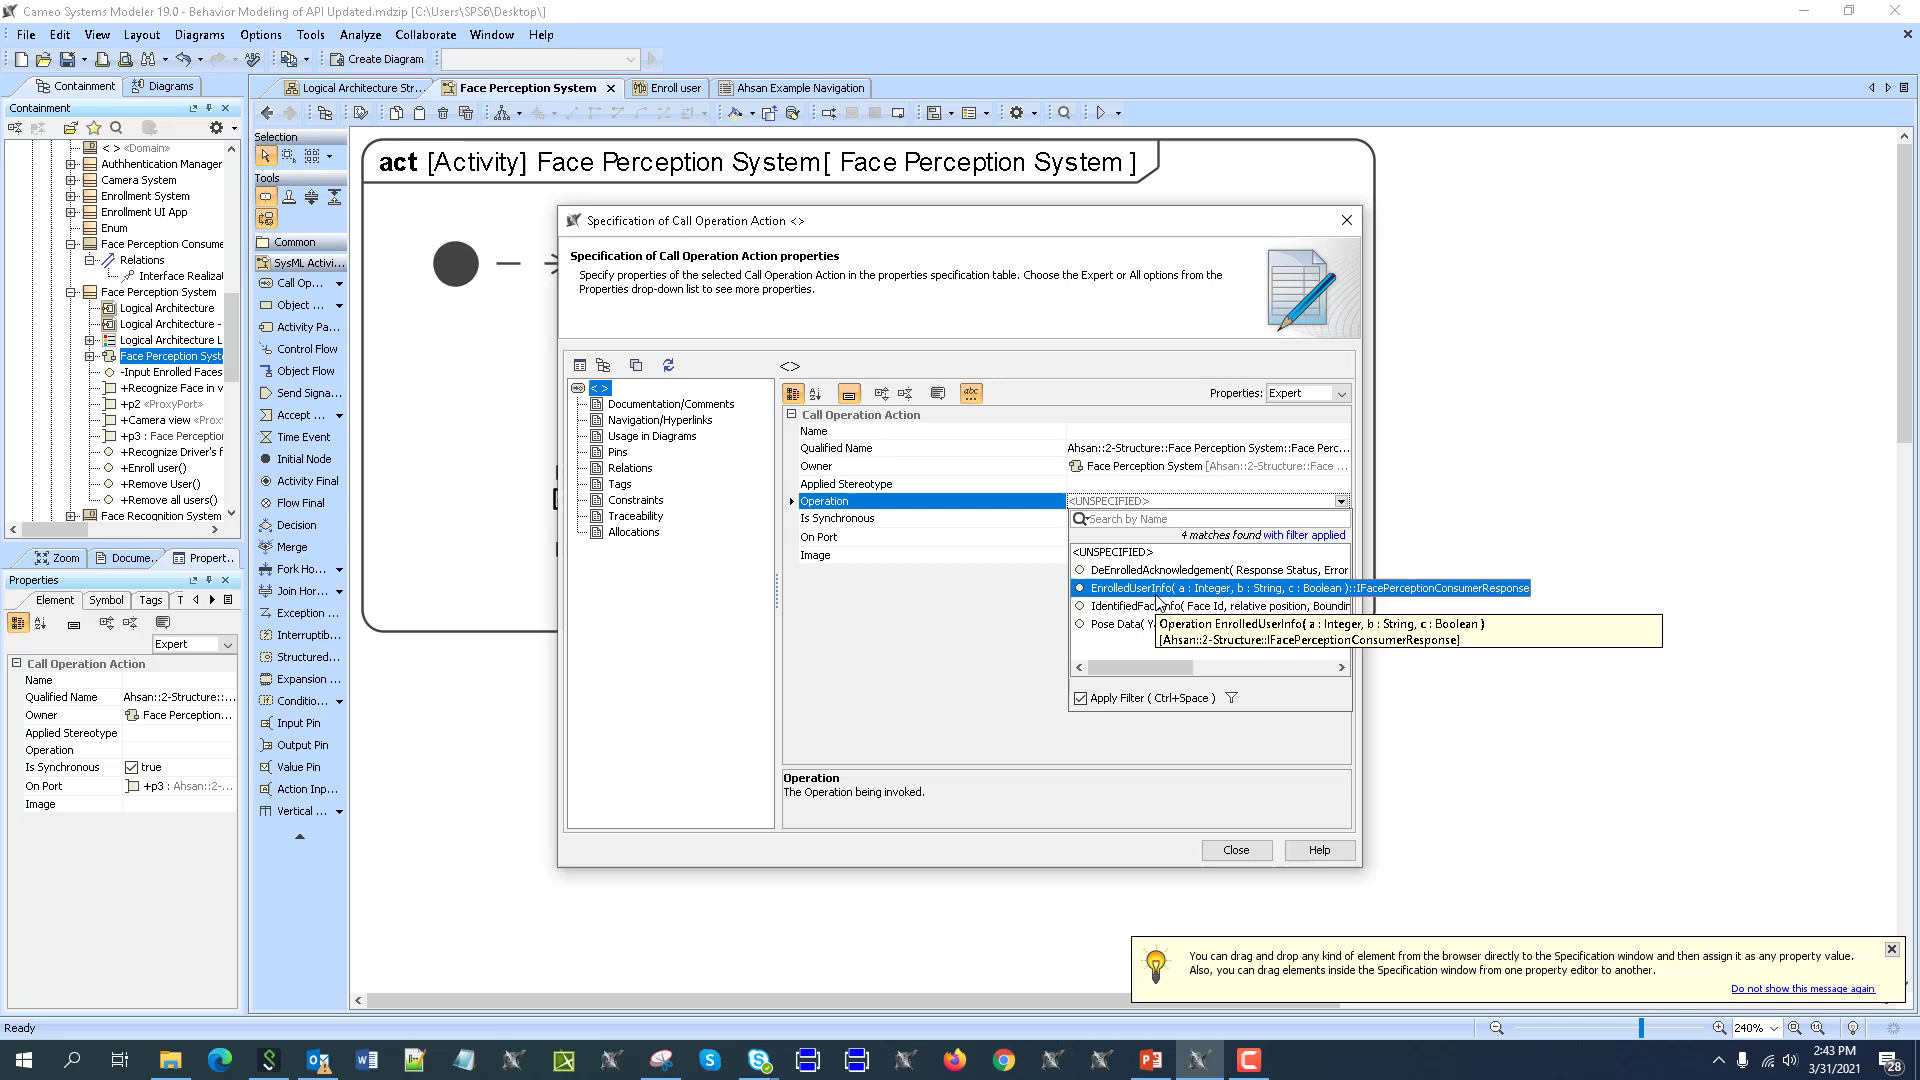 Cameo Systems Modeler 19.0 - Behavior Modeling of API Updated.mdzip [C:\Users\SPS6\Desktop\]
File Edit View Layout Diagrams Options Tools Analyze Collaborate Window Help
Create Diagram
Containment Diagrams
Logical Architecture Str... Face Perception System Enroll user Ahsan Example Navigation
Containment
< > «Domain»
Authhentication Manager
Camera System
Enrollment System
Enrollment UI App
Enum
Face Perception Consume
Relations
Interface Realizat
Face Perception System
Logical Architecture
Logical Architecture -
Logical Architecture L
Face Perception Syste
-Input Enrolled Faces
+Recognize Face in v
+p2 «ProxyPort»
+Camera view «Prox
+p3 : Face Perception
+Recognize Driver's f
+Enroll user()
+Remove User()
+Remove all users()
Face Recognition System
Zoom Docume... Propert...
Properties
Element Symbol Tags T
Expert
Call Operation Action
Name
Qualified Name Ahsan::2-Structure::...
Owner Face Perception...
Applied Stereotype
Operation
Is Synchronous true
On Port +p3 : Ahsan::2-...
Image
Selection
Tools
Common
SysML Activi...
Call Op...
Object ...
Activity Pa...
Control Flow
Object Flow
Send Signa...
Accept ...
Time Event
Initial Node
Activity Final
Flow Final
Decision
Merge
Fork Ho...
Join Hor...
Exception ...
Interruptib...
Structured...
Expansion ...
Conditio...
Input Pin
Output Pin
Value Pin
Action Inp...
Vertical ...
act [Activity] Face Perception System[ Face Perception System ]
Specification of Call Operation Action <>
Specification of Call Operation Action properties
Specify properties of the selected Call Operation Action in the properties specification table. Choose the Expert or All options from the
Properties drop-down list to see more properties.
<>
< >
Documentation/Comments
Navigation/Hyperlinks
Usage in Diagrams
Pins
Relations
Tags
Constraints
Traceability
Allocations
Properties: Expert
Call Operation Action
Name
Qualified Name Ahsan::2-Structure::Face Perception System::Face Perc...
Owner Face Perception System [Ahsan::2-Structure::Face ...
Applied Stereotype
Operation <UNSPECIFIED>
Is Synchronous
On Port
Image
Search by Name
4 matches found with filter applied
<UNSPECIFIED>
DeEnrolledAcknowledgement( Response Status, Error
EnrolledUserInfo( a : Integer, b : String, c : Boolean )::IFacePerceptionConsumerResponse
IdentifiedFac nfo( Face Id, relative position, Boundin
Pose Data( Y
Operation EnrolledUserInfo( a : Integer, b : String, c : Boolean )
[Ahsan::2-Structure::IFacePerceptionConsumerResponse]
Apply Filter ( Ctrl+Space )
Operation
The Operation being invoked.
Close Help
You can drag and drop any kind of element from the browser directly to the Specification window and then assign it as any property value.
Also, you can drag elements inside the Specification window from one property editor to another.
Do not show this message again
Ready
240%
2:43 PM
3/31/2021
28